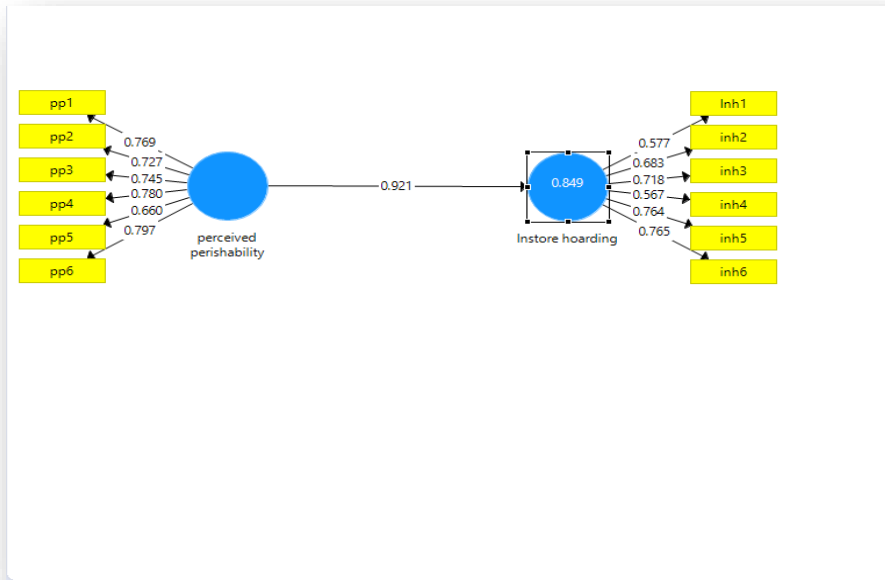 pp1
pp2
pp3
pp4
pp5
pp6
0.769
0.727
0.745
0.780
0.660
0.797
perceived
perishability
0.921
0.849
Instore hoarding
0.577
0.683
0.718
0.567
0.764
0.765
Inh1
inh2
inh3
inh4
inh5
inh6